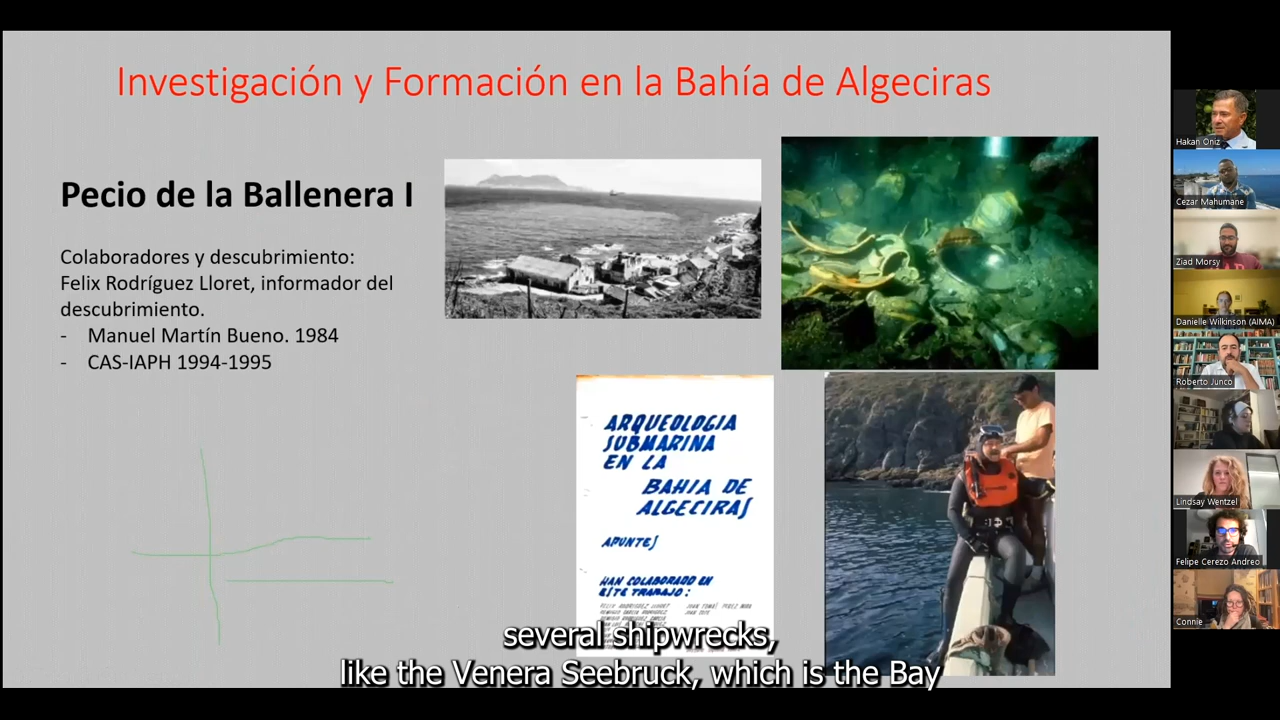 Investigación y Formación en la Bahía de Algeciras
Pecio de la Ballenera I
Colaboradores y descubrimiento:
Felix Rodríguez Lloret, informador del
descubrimiento.
- Manuel Martín Bueno. 1984
- CAS-IAPH 1994-1995
ARQUEOLOGIA
SUBMARINA
EN LA
BAHIA DE
ALGECIRAS
APUNTES
HAN COLABORADO EN
ESTE TRABAJO:
several shipwrecks,
like the Venera Seebruck, which is the Bay
Hakan Oniz
Cezar Mahumane
Ziad Morsy
Danielle Wilkinson (AIMA)
Roberto Junco
Lindsay Wentzel
Felipe Cerezo Andreo
Connie